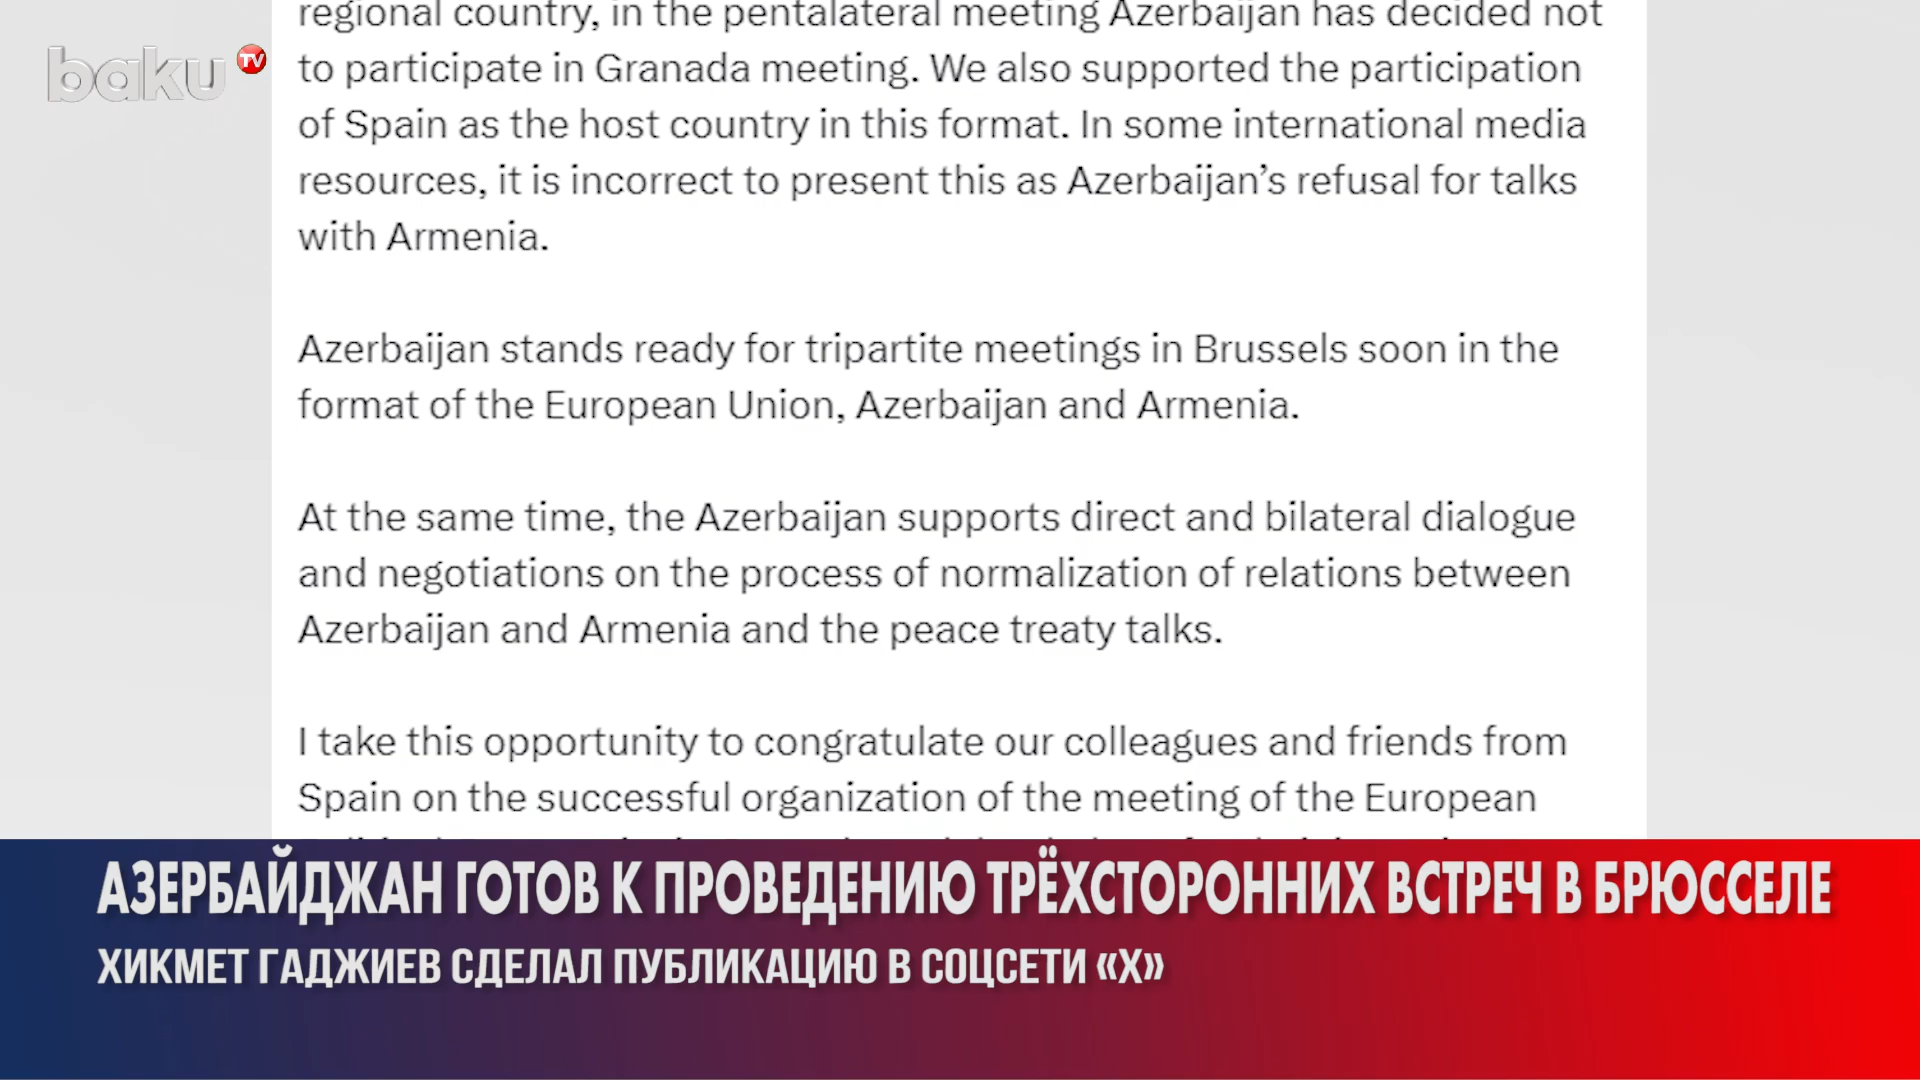 regional country, in the pentalateral meeting Azerbaijan has decided not
baku TV
to participate in Granada meeting. We also supported the participation
of Spain as the host country in this format. In some international media
resources, it is incorrect to present this as Azerbaijan’s refusal for talks
with Armenia.
Azerbaijan stands ready for tripartite meetings in Brussels soon in the
format of the European Union, Azerbaijan and Armenia.
At the same time, the Azerbaijan supports direct and bilateral dialogue
and negotiations on the process of normalization of relations between
Azerbaijan and Armenia and the peace treaty talks.
I take this opportunity to congratulate our colleagues and friends from
Spain on the successful organization of the meeting of the European
АЗЕРБАЙДЖАН ГОТОВ К ПРОВЕДЕНИЮ ТРЁХСТОРОННИХ ВСТРЕЧ В БРЮССЕЛЕ
ХИКМЕТ ГАДЖИЕВ СДЕЛАЛ ПУБЛИКАЦИЮ В СОЦСЕТИ «X»